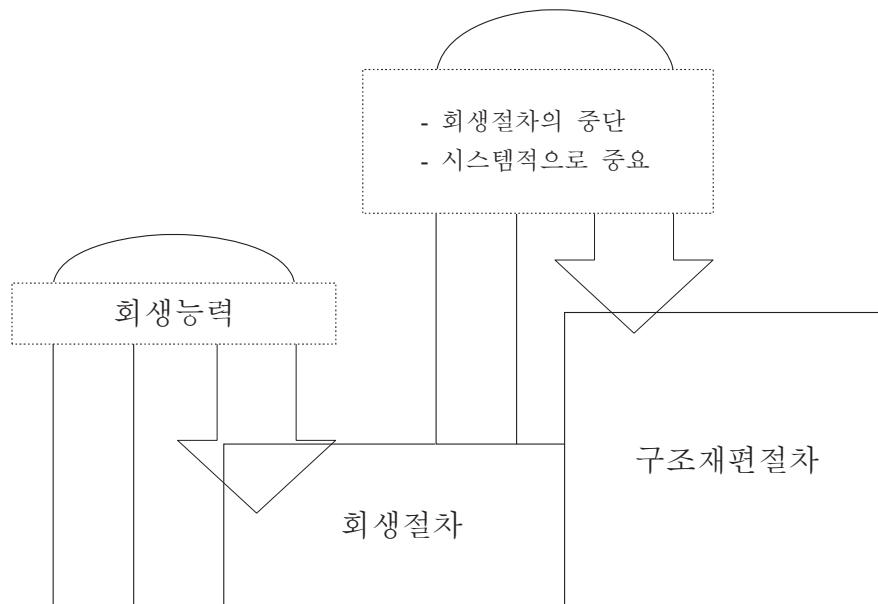 - 회생절차의 중단
- 시스템적으로 중요
회생능력
구조재편절차
회생절차